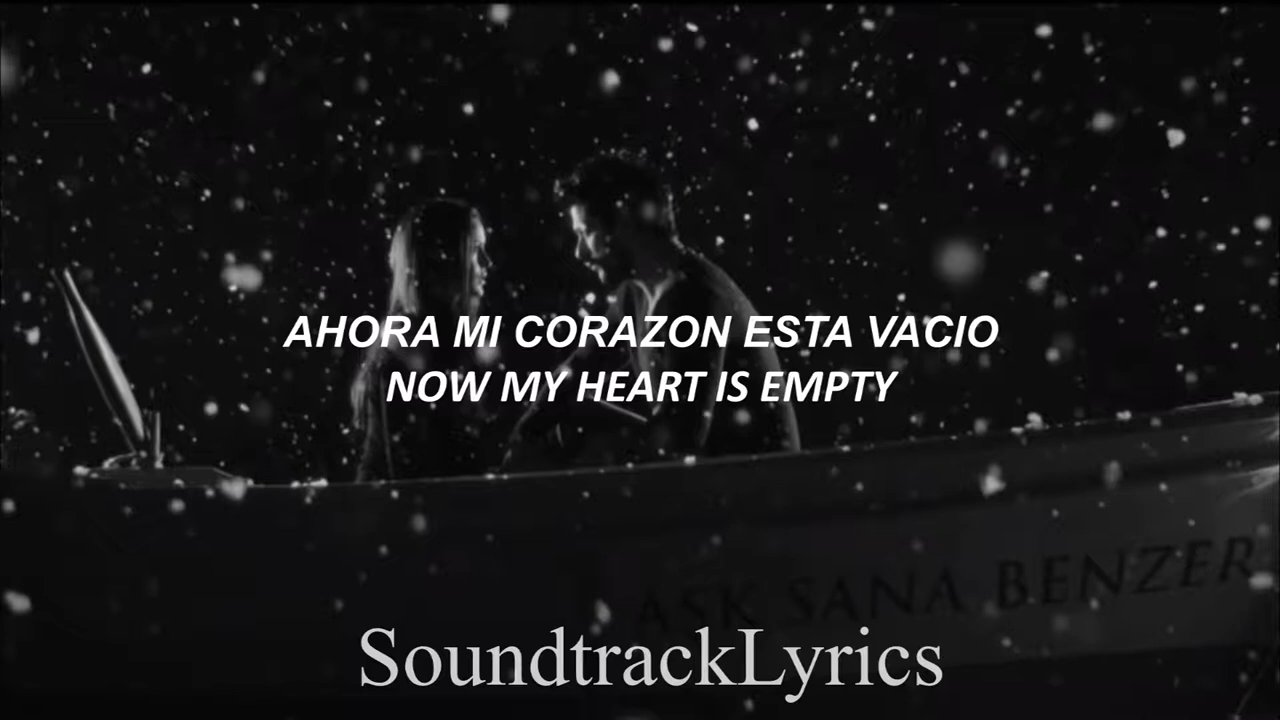 AHORA MI CORAZON ESTA VACIO
NOW MY HEART IS EMPTY
ASK SANA BENZER
SoundtrackLyrics